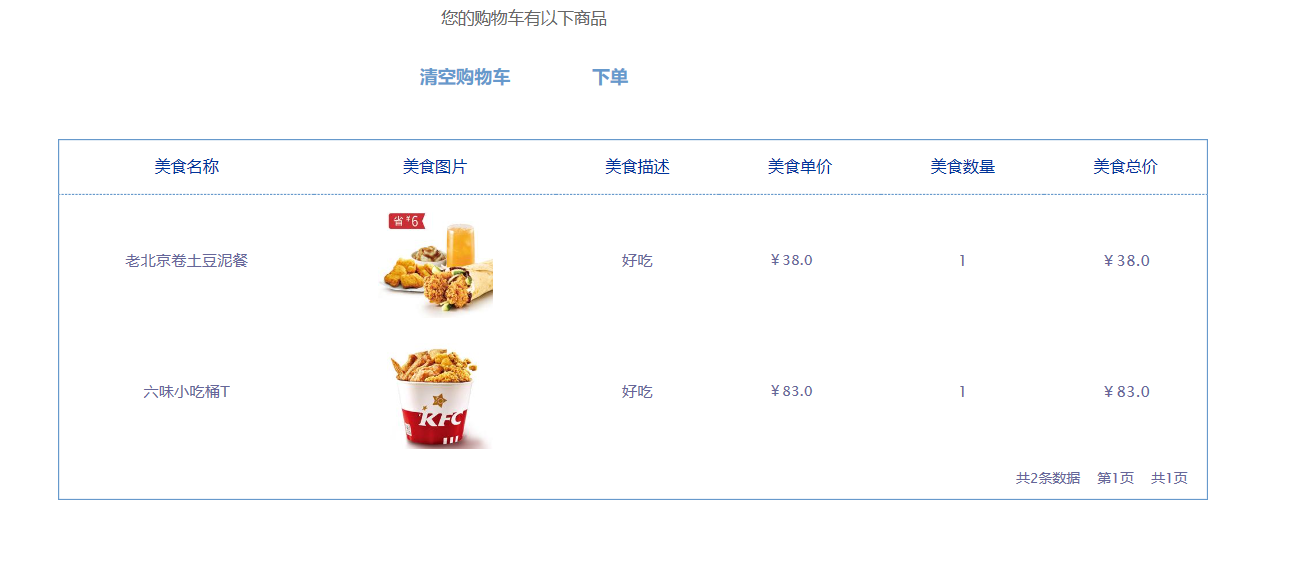 您的购物车有以下商品
清空购物车 下单
美食名称 美食图片 美食描述 美食单价 美食数量 美食总价
省¥6
老北京卷土豆泥餐 好吃 ￥38.0 1 ￥38.0
六味小吃桶T 好吃 ￥83.0 1 ￥83.0
KFC
共2条数据 第1页 共1页